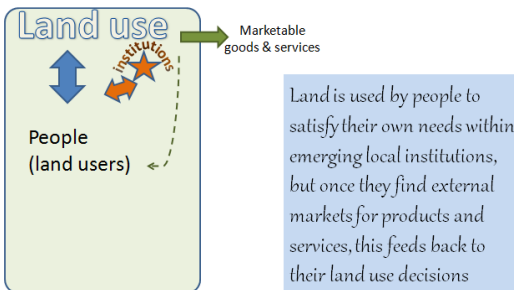 Land use
institutions
Marketable
goods & services
People
(land users)
Land is used by people to
satisfy their own needs within
emerging local institutions,
but once they find external
markets for products and
services, this feeds back to
their land use decisions